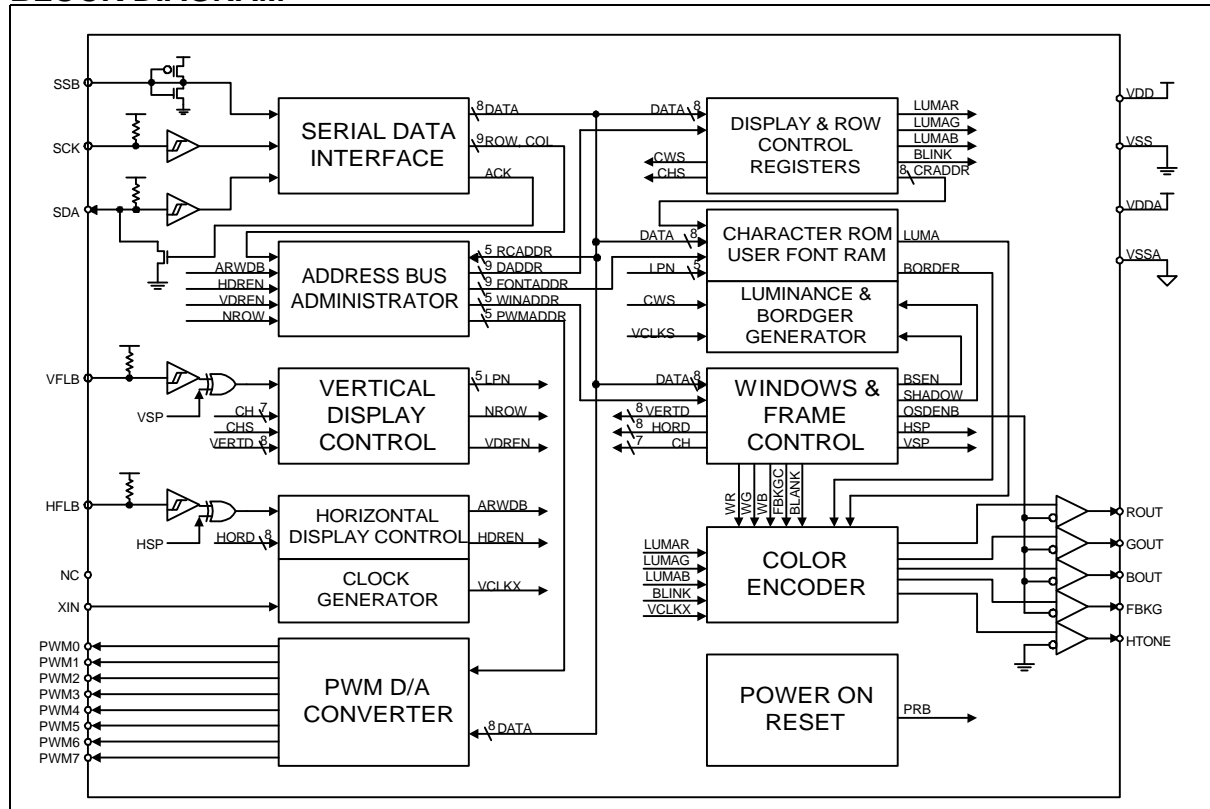 BLOCK DIAGRAM
SSB
SCK
SDA
SERIAL DATA
INTERFACE
8 DATA
9 ROW, COL
ACK
DATA 8
DISPLAY & ROW
CONTROL
REGISTERS
LUMAR
LUMAG
LUMAB
BLINK
8 CRADDR
CWS
CHS
VDD
VSS
VDDA
VSSA
ARWDB
HDREN
VDREN
NROW
ADDRESS BUS
ADMINISTRATOR
5 RCADDR
9 DADDR
9 FONTADDR
5 WINADDR
5 PWMADDR
DATA 8
LPN 5
CWS
VCLKS
CHARACTER ROM
USER FONT RAM
LUMA
BORDER
LUMINANCE &
BORDGER
GENERATOR
VFLB
VSP
CH 7
CHS
VERTD 8
VERTICAL
DISPLAY
CONTROL
5 LPN
NROW
VDREN
DATA 8
8 VERTD
8 HORD
7 CH
WINDOWS &
FRAME
CONTROL
BSEN
SHADOW
OSDENB
HSP
VSP
WR
WG
WB
FBKGC
BLANK
HFLB
HSP
HORD 8
HORIZONTAL
DISPLAY CONTROL
ARWDB
HDREN
NC
XIN
CLOCK
GENERATOR
VCLKX
LUMAR
LUMAG
LUMAB
BLINK
VCLKX
COLOR
ENCODER
ROUT
GOUT
BOUT
FBKG
HTONE
PWM0
PWM1
PWM2
PWM3
PWM4
PWM5
PWM6
PWM7
PWM D/A
CONVERTER
8 DATA
POWER ON
RESET
PRB